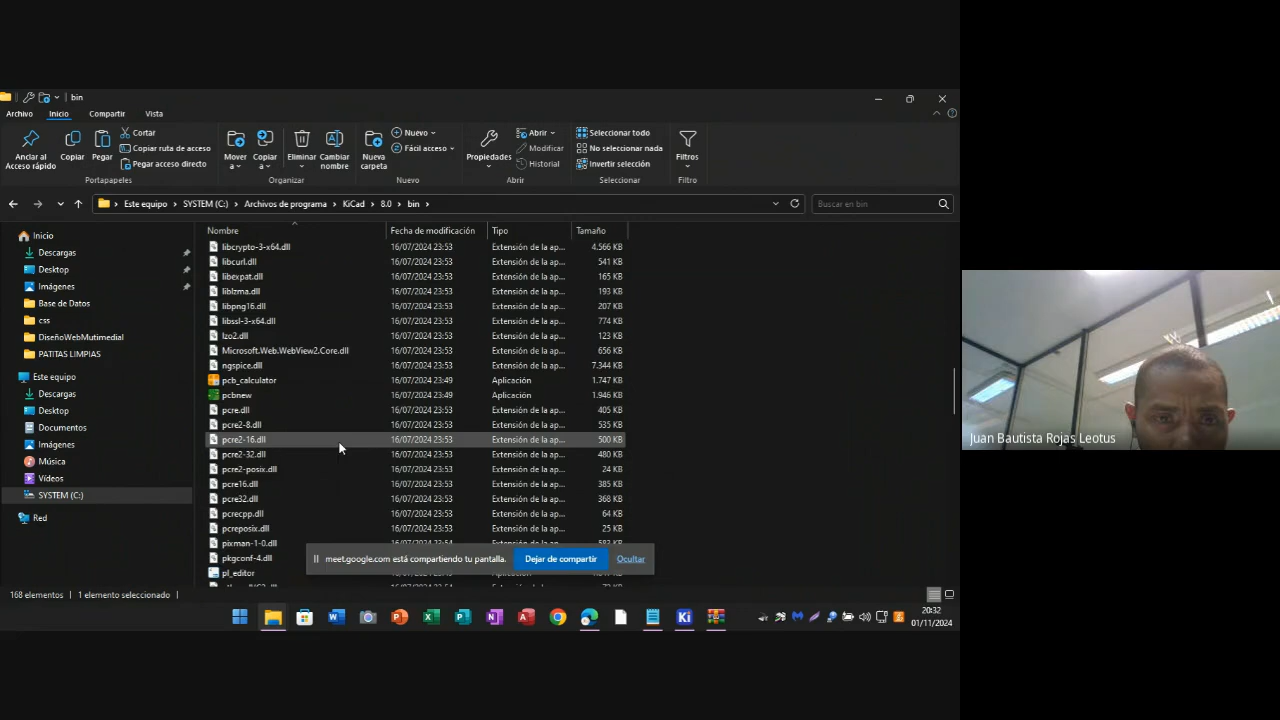 bin
Archivo Inicio Compartir Vista
Anclar al Acceso rápido
Copiar
Pegar
Cortar
Copiar ruta de acceso
Pegar acceso directo
Portapapeles
Mover a
Copiar a
Eliminar
Cambiar nombre
Organizar
Nueva carpeta
Nuevo
Fácil acceso
Nuevo
Propiedades
Abrir
Modificar
Historial
Abrir
Seleccionar todo
No seleccionar nada
Invertir selección
Seleccionar
Filtros
Filtro
Este equipo > SYSTEM (C:) > Archivos de programa > KiCad > 8.0 > bin >
Buscar en bin
Inicio
Descargas
Desktop
Imágenes
Base de Datos
css
DiseñoWebMutimedial
PATITAS LIMPIAS
Este equipo
Descargas
Desktop
Documentos
Imágenes
Música
Vídeos
SYSTEM (C:)
Red
Nombre Fecha de modificación Tipo Tamaño
libcrypto-3-x64.dll 16/07/2024 23:53 Extensión de la ap... 4.566 KB
libcurl.dll 16/07/2024 23:53 Extensión de la ap... 541 KB
libexpat.dll 16/07/2024 23:53 Extensión de la ap... 165 KB
liblzma.dll 16/07/2024 23:53 Extensión de la ap... 193 KB
libpng16.dll 16/07/2024 23:53 Extensión de la ap... 207 KB
libssl-3-x64.dll 16/07/2024 23:53 Extensión de la ap... 774 KB
lzo2.dll 16/07/2024 23:53 Extensión de la ap... 123 KB
Microsoft.Web.WebView2.Core.dll 16/07/2024 23:53 Extensión de la ap... 656 KB
ngspice.dll 16/07/2024 23:53 Extensión de la ap... 7.344 KB
pcb_calculator 16/07/2024 23:49 Aplicación 1.747 KB
pcbnew 16/07/2024 23:49 Aplicación 1.946 KB
pcre.dll 16/07/2024 23:53 Extensión de la ap... 405 KB
pcre2-8.dll 16/07/2024 23:53 Extensión de la ap... 535 KB
pcre2-16.dll 16/07/2024 23:53 Extensión de la ap... 500 KB
pcre2-32.dll 16/07/2024 23:53 Extensión de la ap... 480 KB
pcre2-posix.dll 16/07/2024 23:53 Extensión de la ap... 24 KB
pcre16.dll 16/07/2024 23:53 Extensión de la ap... 385 KB
pcre32.dll 16/07/2024 23:53 Extensión de la ap... 368 KB
pcrecpp.dll 16/07/2024 23:53 Extensión de la ap... 64 KB
pcreposix.dll 16/07/2024 23:53 Extensión de la ap... 25 KB
pixman-1-0.dll
pkgconf-4.dll
pl_editor
meet.google.com está compartiendo tu pantalla. Dejar de compartir Ocultar
168 elementos 1 elemento seleccionado
20:32
01/11/2024
Juan Bautista Rojas Leotus